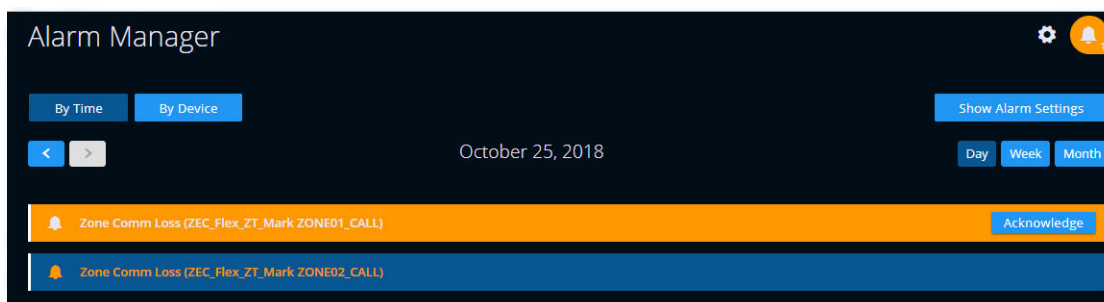 Alarm Manager
By Time By Device Show Alarm Settings
< > October 25, 2018 Day Week Month
Zone Comm Loss (ZEC_Flex_ZT_Mark ZONE01_CALL) Acknowledge
Zone Comm Loss (ZEC_Flex_ZT_Mark ZONE02_CALL)